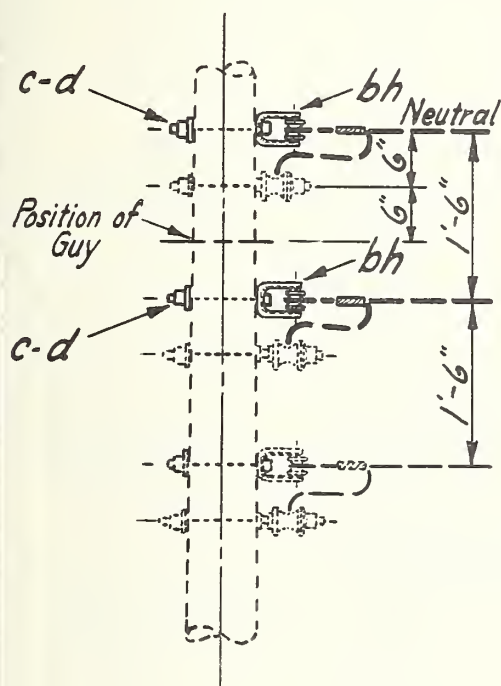 c-d
bh
Neutral
6"
6"
1'-6"
Position of
Guy
bh
c-d
1'-6"